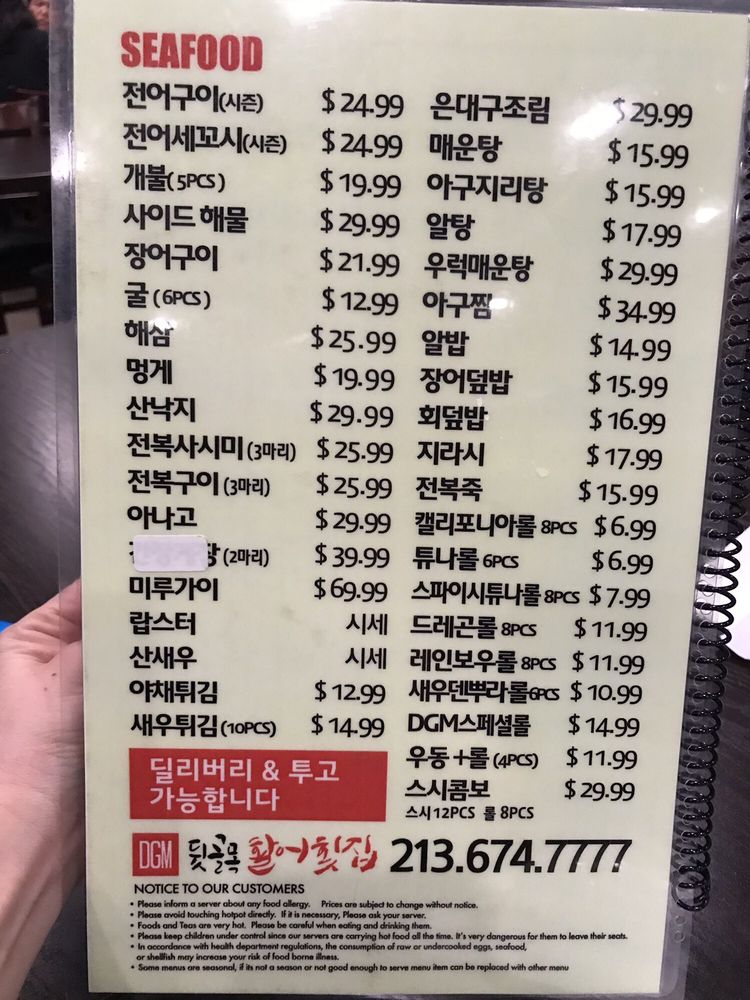 SEAFOOD
전어구이(시즌) $24.99
전어세꼬시(시즌) $24.99
개불(5PCS) $19.99
사이드 해물 $29.99
장어구이 $21.99
굴(6PCS) $12.99
해삼 $25.99
멍게 $19.99
산낙지 $29.99
전복사시미(3마리) $25.99
전복구이(3마리) $25.99
아나고 $29.99
(2마리) $39.99
미루가이 $69.99
랍스터 시세
산새우 시세
야채튀김 $12.99
새우튀김(10PCS) $14.99
은대구조림 $29.99
매운탕 $15.99
아구지리탕 $15.99
알탕 $17.99
우럭매운탕 $29.99
아구찜 $34.99
알밥 $14.99
장어덮밥 $15.99
회덮밥 $16.99
지라시 $17.99
전복죽 $15.99
캘리포니아롤 8PCS $6.99
튜나롤 6PCS $6.99
스파이시튜나롤 8PCS $7.99
드레곤롤 8PCS $11.99
레인보우롤 8PCS $11.99
새우덴뿌라롤6PCS $10.99
DGM스페셜롤 $14.99
우동+롤(4PCS) $11.99
스시콤보 $29.99
스시12PCS 롤 8PCS
딜리버리 & 투고
가능합니다
DGM 뒷골목 활어횟집 213.674.7777
NOTICE TO OUR CUSTOMERS
• Please inform a server about any food allergy. Prices are subject to change without notice.
• Please avoid touching hotpot directly. If it is necessary, Please ask your server.
• Foods and Teas are very hot. Please be careful when eating and drinking them.
• Please keep children under control since our servers are carrying hot food all the time. It's very dangerous for them to leave their seats.
• In accordance with health department regulations, the consumption of raw or undercooked eggs, seafood,
or shellfish may increase your risk of food borne illness.
• Some menus are seasonal, if its not a season or not good enough to serve menu item can be replaced with other menu